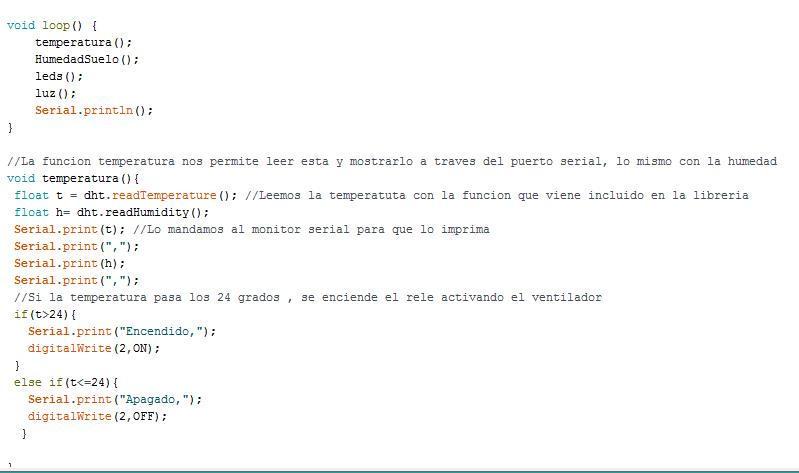 void loop() {
temperatura();
HumedadSuelo();
leds();
luz();
Serial.println();
}
//La funcion temperatura nos permite leer esta y mostrarlo a traves del puerto serial, lo mismo con la humedad
void temperatura(){
float t = dht.readTemperature(); //Leemos la temperatuta con la funcion que viene incluido en la libreria
float h= dht.readHumidity();
Serial.print(t); //Lo mandamos al monitor serial para que lo imprima
Serial.print(",");
Serial.print(h);
Serial.print(",");
//Si la temperatura pasa los 24 grados , se enciende el rele activando el ventilador
if(t>24){
Serial.print("Encendido,");
digitalWrite(2,ON);
}
else if(t<=24){
Serial.print("Apagado,");
digitalWrite(2,OFF);
}
}